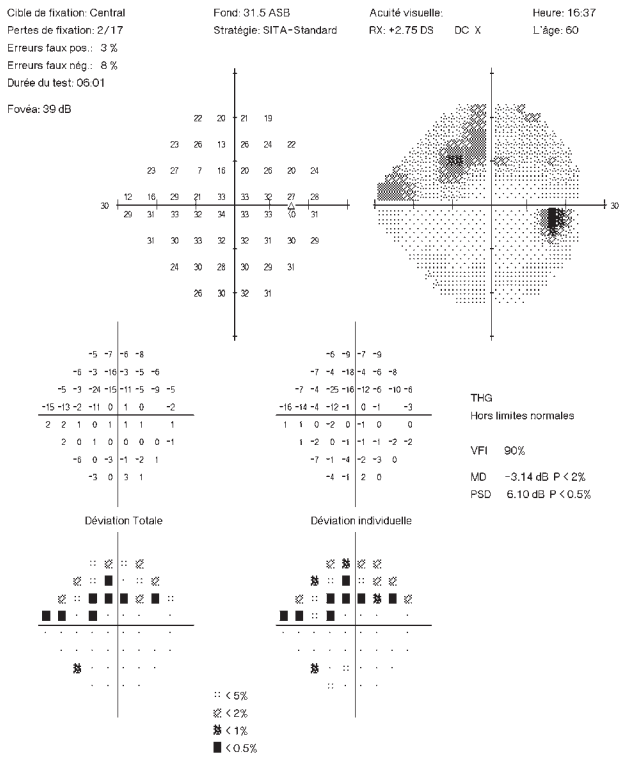 Cible de fixation: Central
Fond: 31.5 ASB
Acuité visuelle:
Heure: 16:37
Pertes de fixation: 2/17
Stratégie: SITA-Standard
RX: +2.75 DS DC X
L'âge: 60
Erreurs faux pos.: 3 %
Erreurs faux nég.: 8 %
Durée du test: 06:01
Fovéa: 39 dB
22 20 21 19
23 26 13 26 24 22
23 27 7 16 20 26 20 24
12 16 29 21 33 33 32 27 28
30
30
29 31 33 32 34 33 33 31
31 30 33 32 32 31 30 29
24 30 28 30 29 31
26 30 32 31
-5 -7 -6 -8
-6 -3 -16 -3 -5 -6
-5 -3 -24 -15 -11 -5 -9 -5
-15 -13 -2 -11 0 1 0 -2
2 2 1 0 1 1 0 1
2 0 1 0 0 0 0 -1
-6 0 -3 -1 -2 1
-3 0 3 1
-6 -9 -7 -9
-7 -4 -18 -4 -6 -8
-7 -4 -25 -16 -12 -6 -10 -6
-16 -14 -4 -12 -1 0 -1 -3
1 1 0 -2 0 -1 0
1 -2 0 -1 -1 -1 -2 -2
-7 -1 -4 -2 -3 0
-4 -1 2 0
THG
Hors limites normales
VFI 90%
MD -3.14 dB P < 2%
PSD 6.10 dB P < 0.5%
Déviation Totale
Déviation individuelle
< 5%
< 2%
< 1%
< 0.5%